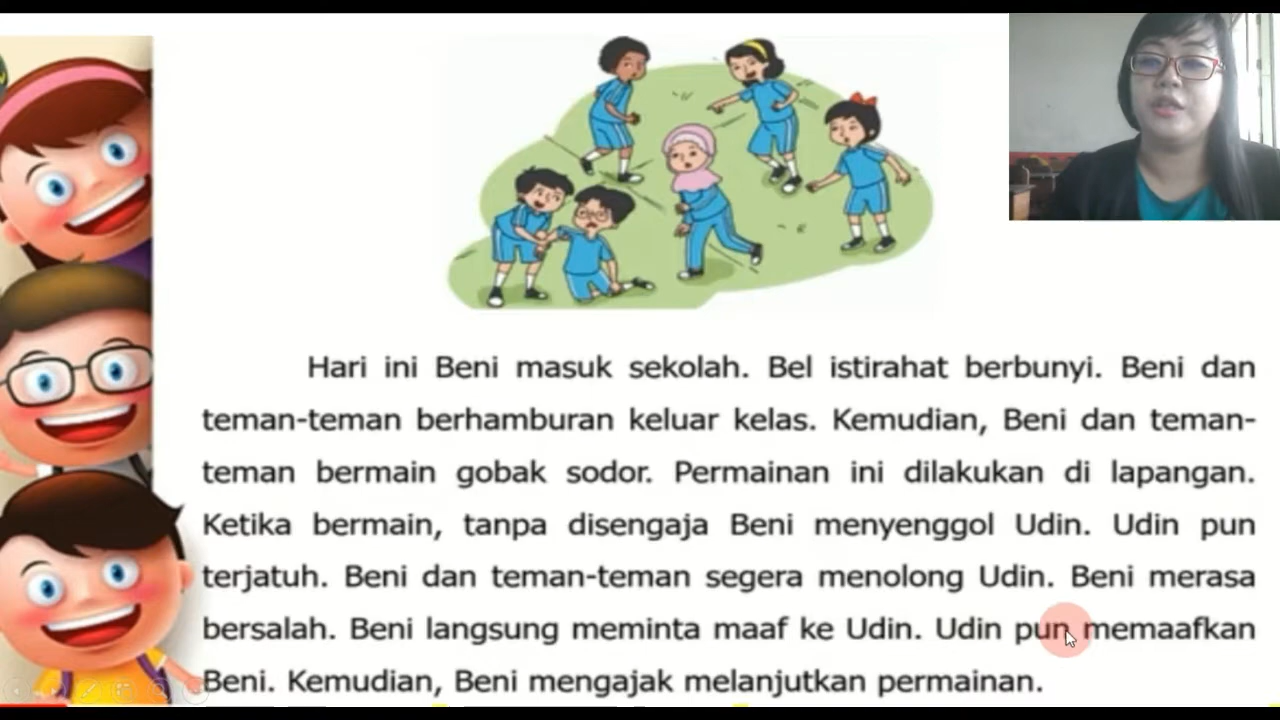 Hari ini Beni masuk sekolah. Bel istirahat berbunyi. Beni dan
teman-teman berhamburan keluar kelas. Kemudian, Beni dan teman-
teman bermain gobak sodor. Permainan ini dilakukan di lapangan.
Ketika bermain, tanpa disengaja Beni menyenggol Udin. Udin pun
terjatuh. Beni dan teman-teman segera menolong Udin. Beni merasa
bersalah. Beni langsung meminta maaf ke Udin. Udin pun memaafkan
Beni. Kemudian, Beni mengajak melanjutkan permainan.